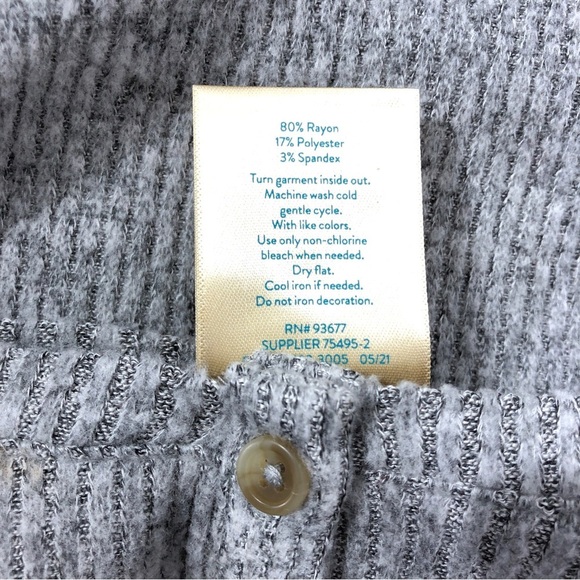 80% Rayon
17% Polyester
3% Spandex
Turn garment inside out.
Machine wash cold
gentle cycle.
With like colors.
Use only non-chlorine
bleach when needed.
Dry flat.
Cool iron if needed.
Do not iron decoration.
RN# 93677
SUPPLIER 75495-2
3005 05/21